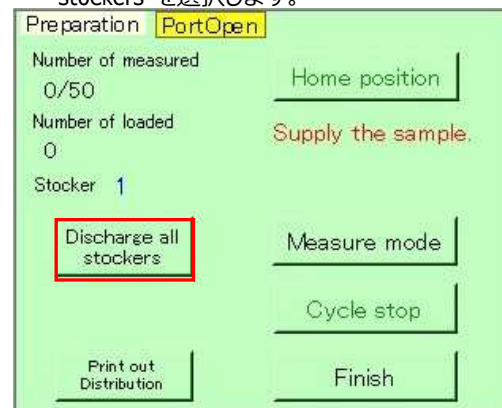 Stockers"を選択します。
Preparation PortOpen
Number of measured
0/50
Home position
Number of loaded
0
Supply the sample.
Stocker 1
Discharge all
stockers
Measure mode
Cycle stop
Print out
Distribution
Finish